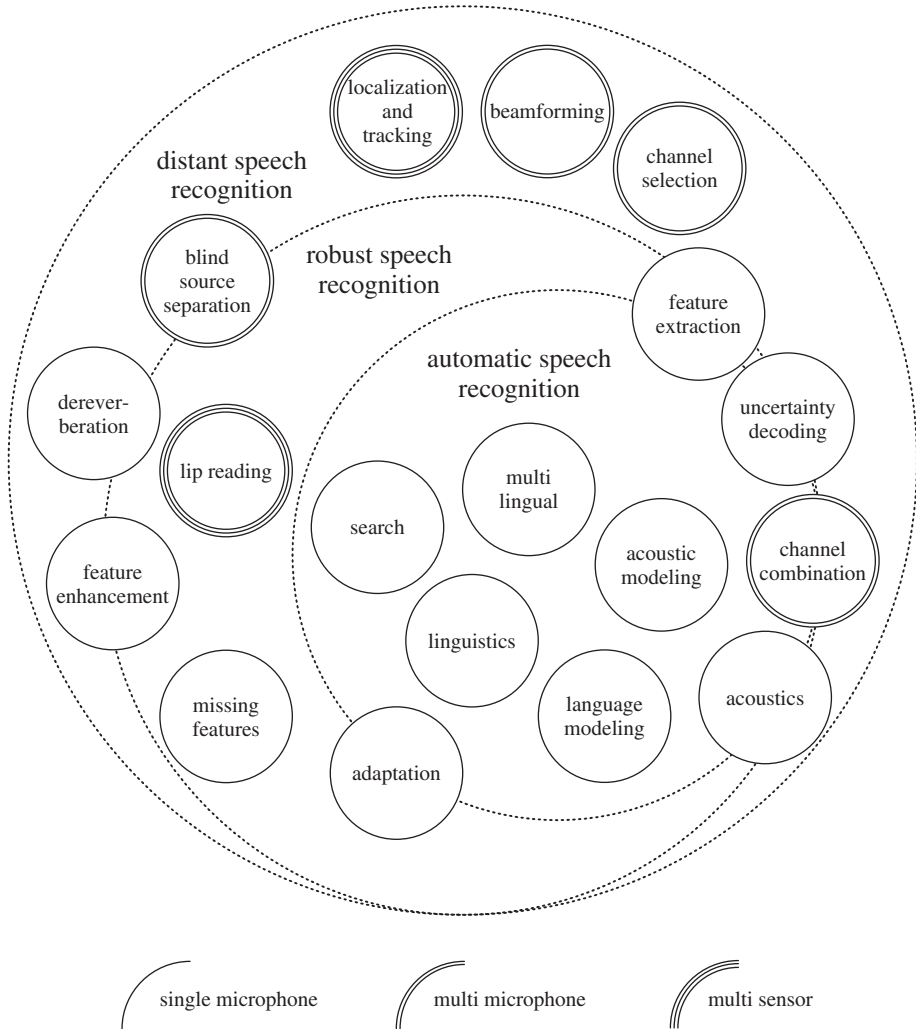 localization
and
tracking
beamforming
channel
selection
distant speech
recognition
blind
source
separation
robust speech
recognition
feature
extraction
automatic speech
recognition
derever-
beration
uncertainty
decoding
lip reading
multi
lingual
search
acoustic
modeling
channel
combination
feature
enhancement
linguistics
missing
features
language
modeling
acoustics
adaptation
single microphone
multi microphone
multi sensor